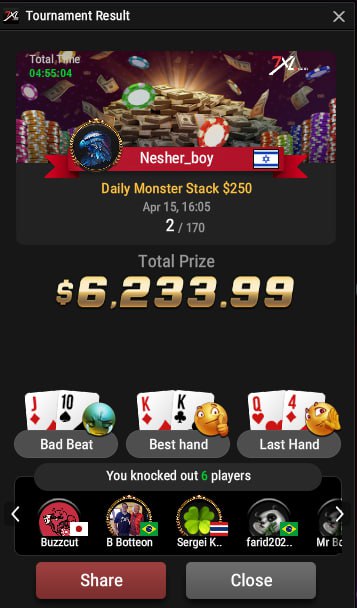 Tournament Result
Total Time
04:55:04
7XL
Nesher_boy
Daily Monster Stack $250
Apr 15, 16:05
2 / 170
Total Prize
$6,233.99
J 10
K K
Q 4
Bad Beat
Best hand
Last Hand
You knocked out 6 players
Buzzcut
B Botteon
Sergei K..
farid202..
Mr Bo
Share
Close